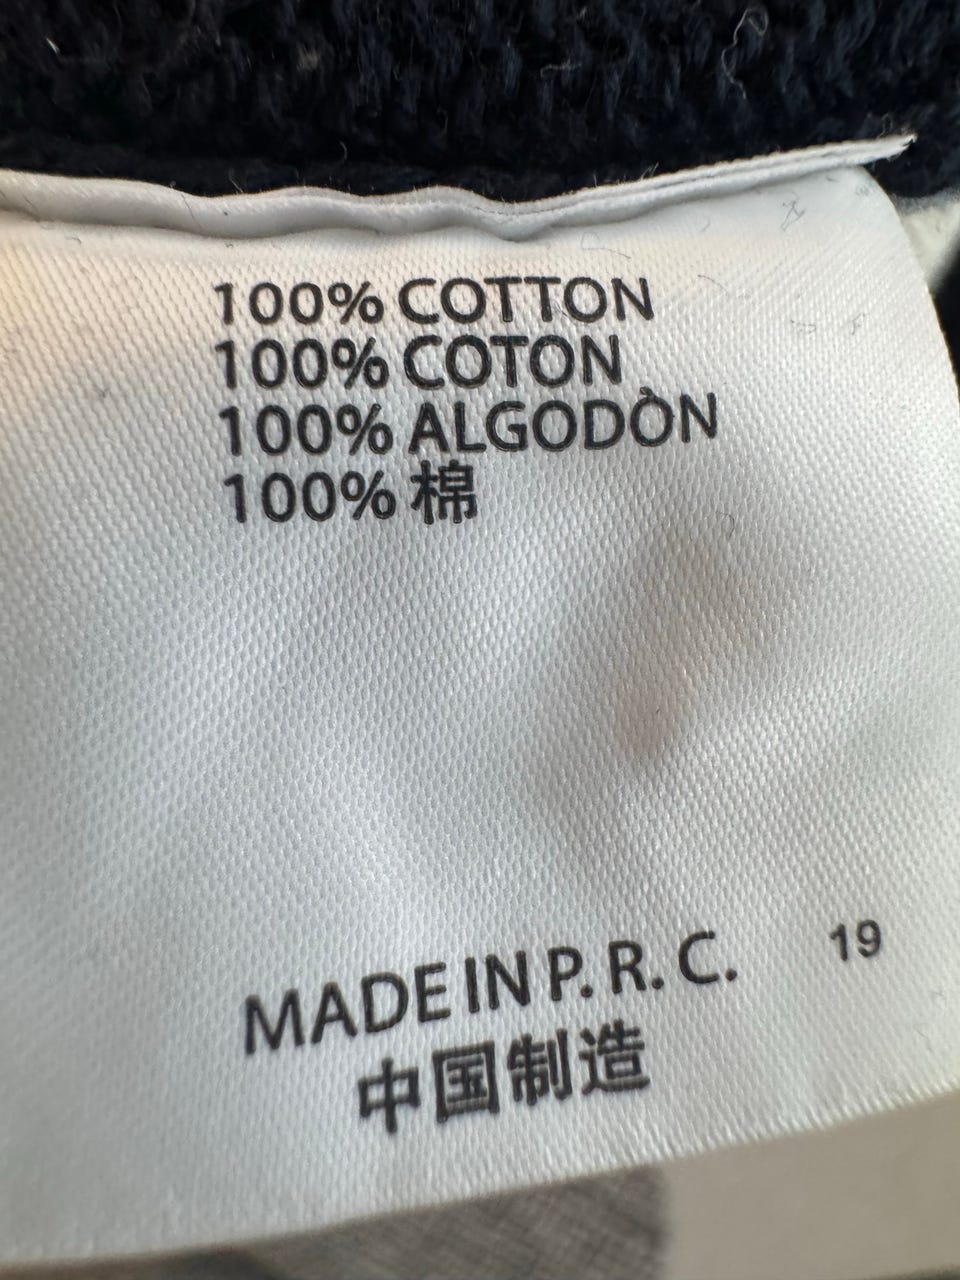 100% COTTON
100% COTON
100% ALGODÒN
100% 棉
MADE IN P. R. C. 19
中国制造